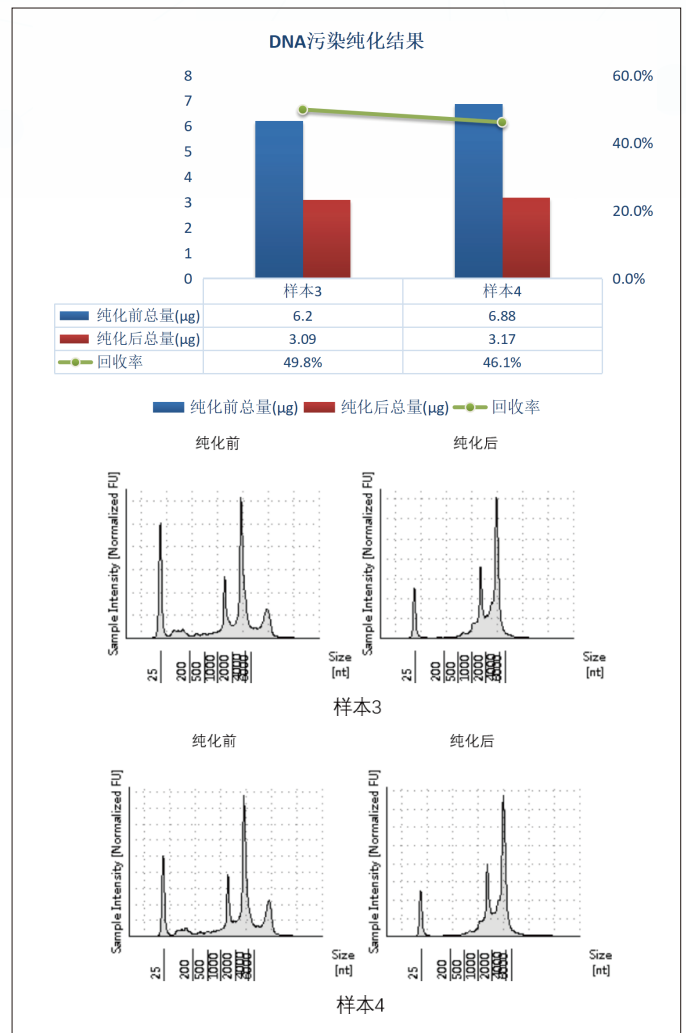 DNA污染纯化结果
8
7
6
5
4
3
2
1
0
60.0%
40.0%
20.0%
0.0%
样本3 样本4
纯化前总量(μg) 6.2 6.88
纯化后总量(μg) 3.09 3.17
回收率 49.8% 46.1%
纯化前总量(μg) 纯化后总量(μg) 回收率
纯化前 纯化后
Sample Intensity [Normalized FU] Sample Intensity [Normalized FU]
25 200 500 1000 2000 4000 6000 Size [nt]
25 200 500 1000 2000 4000 6000 Size [nt]
样本3
纯化前 纯化后
Sample Intensity [Normalized FU] Sample Intensity [Normalized FU]
25 200 500 1000 2000 4000 6000 Size [nt]
25 200 500 1000 2000 4000 6000 Size [nt]
样本4